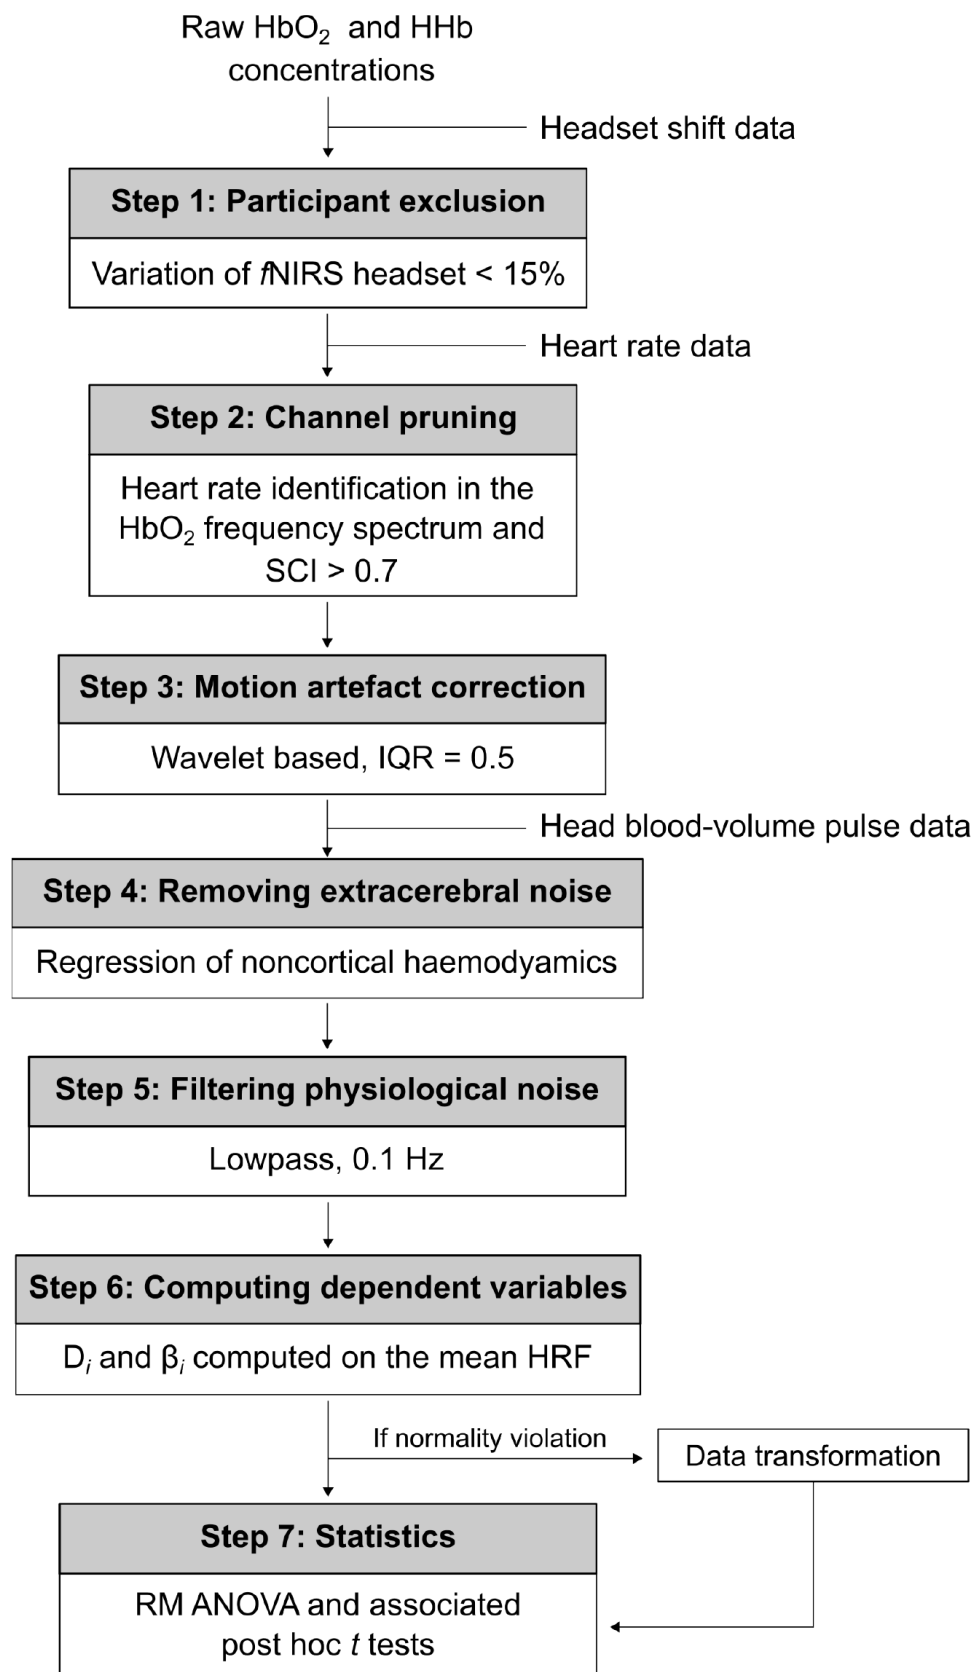 Raw HbO₂ and HHb
concentrations
Headset shift data
Step 1: Participant exclusion
Variation of fNIRS headset < 15%
Heart rate data
Step 2: Channel pruning
Heart rate identification in the
HbO₂ frequency spectrum and
SCI > 0.7
Step 3: Motion artefact correction
Wavelet based, IQR = 0.5
Head blood-volume pulse data
Step 4: Removing extracerebral noise
Regression of noncortical haemodyamics
Step 5: Filtering physiological noise
Lowpass, 0.1 Hz
Step 6: Computing dependent variables
Dᵢ and βᵢ computed on the mean HRF
If normality violation
Data transformation
Step 7: Statistics
RM ANOVA and associated
post hoc t tests